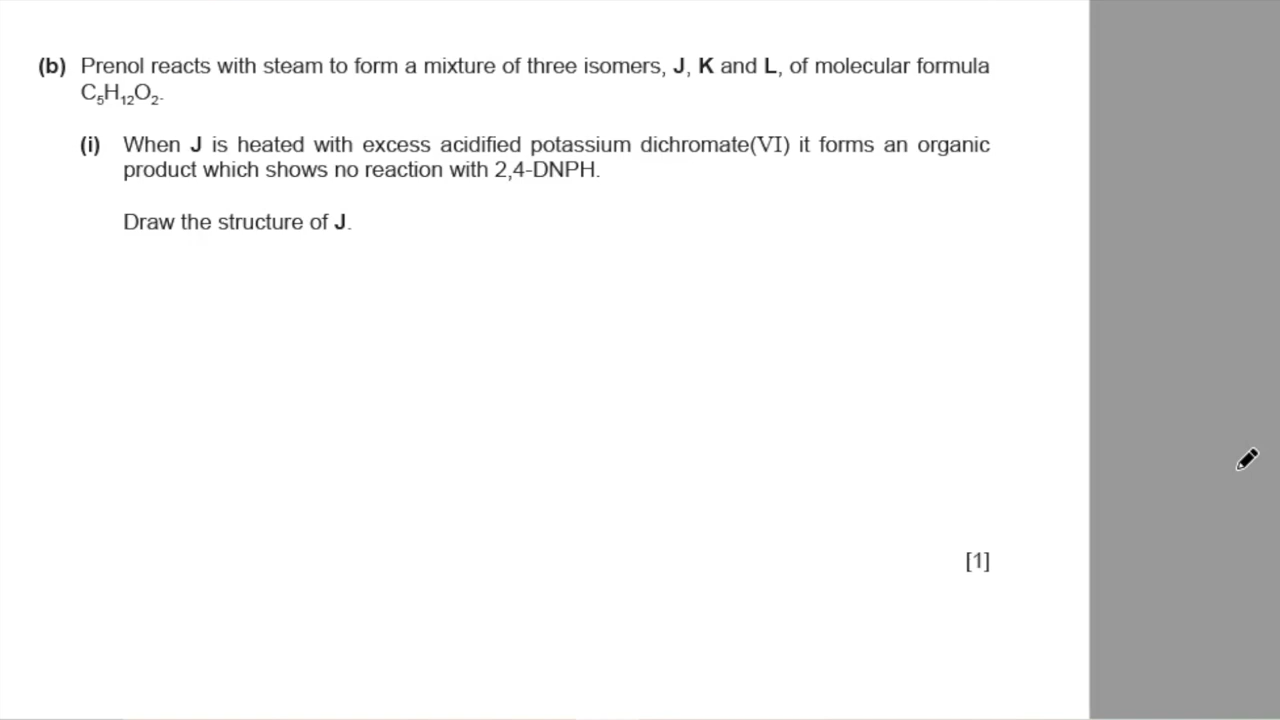 (b) Prenol reacts with steam to form a mixture of three isomers, J, K and L, of molecular formula
C₅H₁₂O₂.
(i) When J is heated with excess acidified potassium dichromate(VI) it forms an organic
product which shows no reaction with 2,4-DNPH.
Draw the structure of J.
[1]